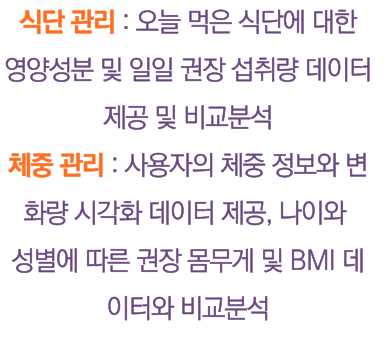 식단 관리 : 오늘 먹은 식단에 대한
영양성분 및 일일 권장 섭취량 데이터
제공 및 비교분석
체중 관리 : 사용자의 체중 정보와 변
화량 시각화 데이터 제공, 나이와
성별에 따른 권장 몸무게 및 BMI 데
이터와 비교분석